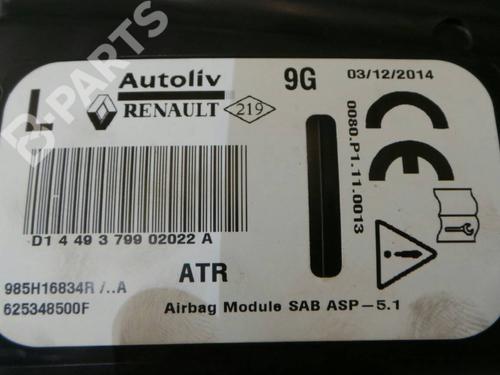 B-PARTS
L
Autoliv
RENAULT
219
9G
03/12/2014
0080.P1.11.0013
CE
D1 4 49 3 799 02022 A
985H16834R /..A
625348500F
ATR
Airbag Module SAB ASP-5.1